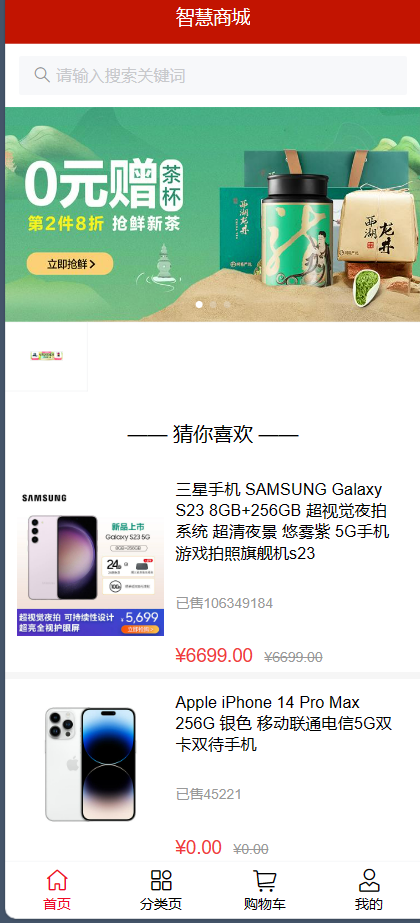 智慧商城
请输入搜索关键词
0元赠茶杯
第2件8折 抢鲜新茶
立即抢鲜>
西湖龙井
—— 猜你喜欢 ——
SAMSUNG
新品上市
Galaxy S23 5G
8GB+256GB
24
100
超视觉夜拍 可持续性设计
超亮全视护眼屏
¥5,699
三星手机 SAMSUNG Galaxy
S23 8GB+256GB 超视觉夜拍
系统 超清夜景 悠雾紫 5G手机
游戏拍照旗舰机s23
已售106349184
¥6699.00 ¥6699.00
Apple iPhone 14 Pro Max
256G 银色 移动联通电信5G双
卡双待手机
已售45221
¥0.00 ¥0.00
首页
分类页
购物车
我的